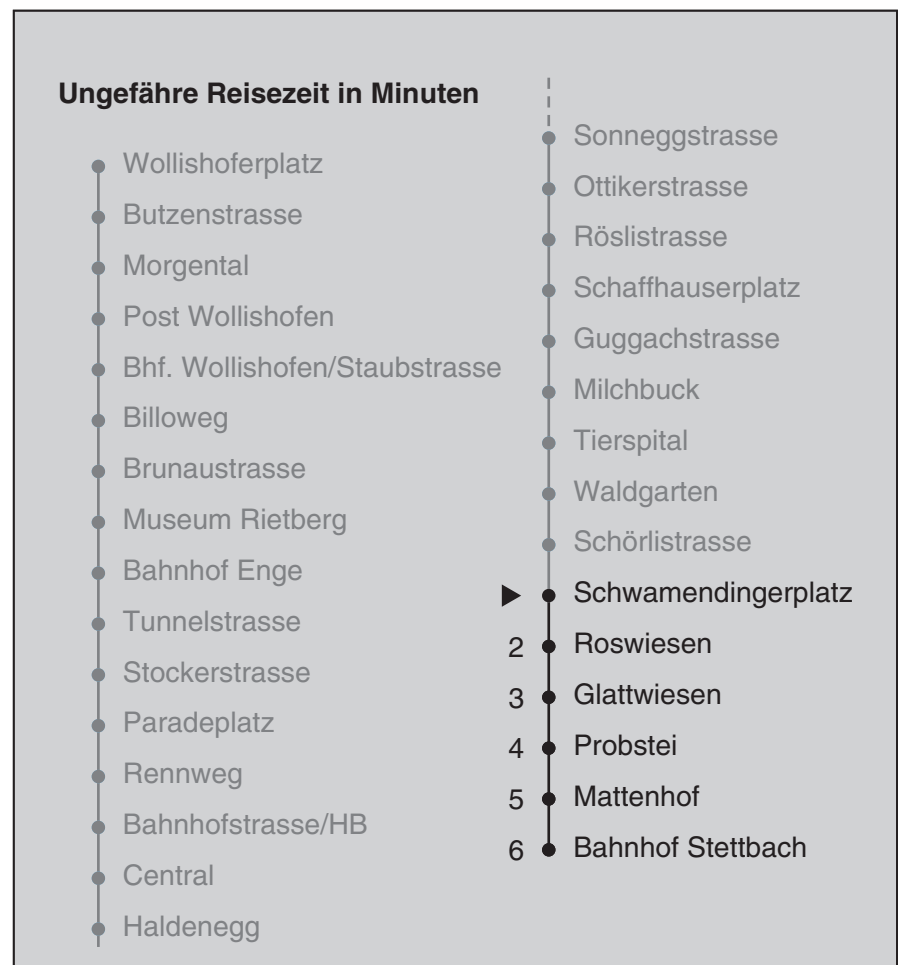 Ungefähre Reisezeit in Minuten
Wollishoferplatz
Butzenstrasse
Morgental
Post Wollishofen
Bhf. Wollishofen/Staubstrasse
Billoweg
Brunaustrasse
Museum Rietberg
Bahnhof Enge
Tunnelstrasse
Stockerstrasse
Paradeplatz
Rennweg
Bahnhofstrasse/HB
Central
Haldenegg
Sonneggstrasse
Ottikerstrasse
Röslistrasse
Schaffhauserplatz
Guggachstrasse
Milchbuck
Tierspital
Waldgarten
Schörlistrasse
Schwamendingerplatz
2 Roswiesen
3 Glattwiesen
4 Probstei
5 Mattenhof
6 Bahnhof Stettbach